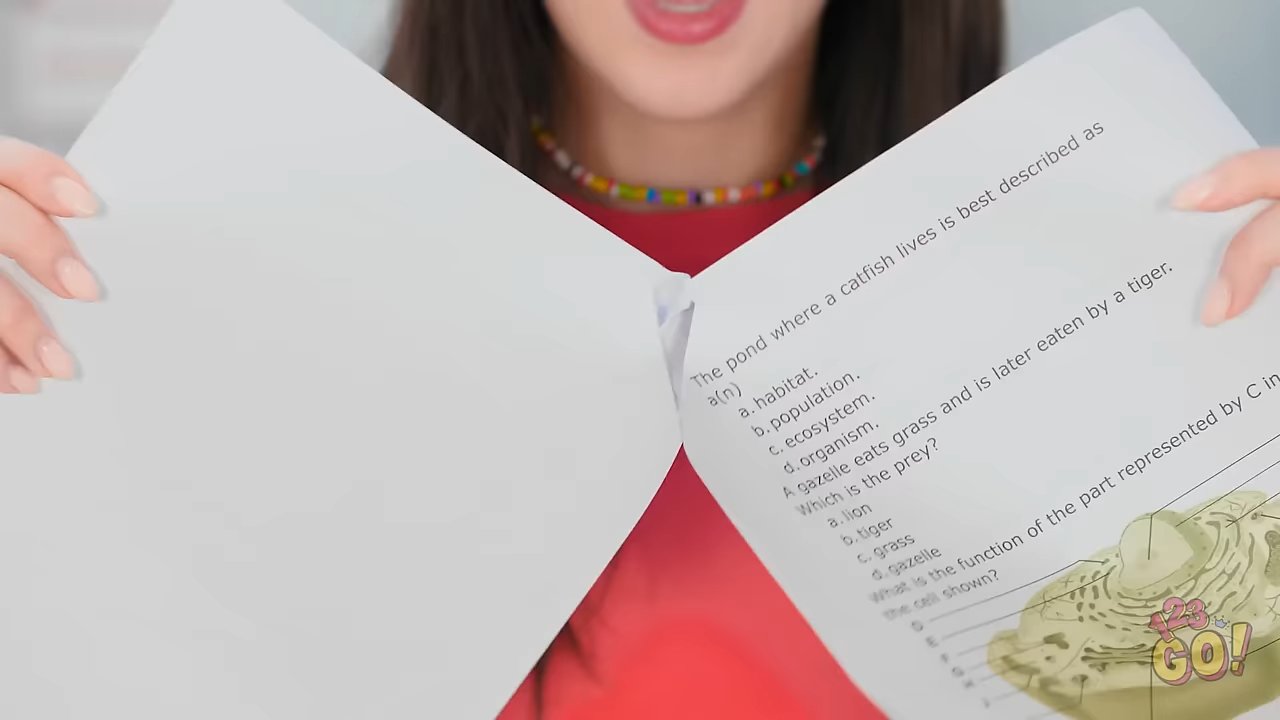 The pond where a catfish lives is best described as
a(n)
a. habitat.
b. population.
c. ecosystem.
d. organism.
A gazelle eats grass and is later eaten by a tiger.
Which is the prey?
a. lion
b. tiger
c. grass
d. gazelle
What is the function of the part represented by C in
the cell shown?
D
E
F
G
H
123
GO!